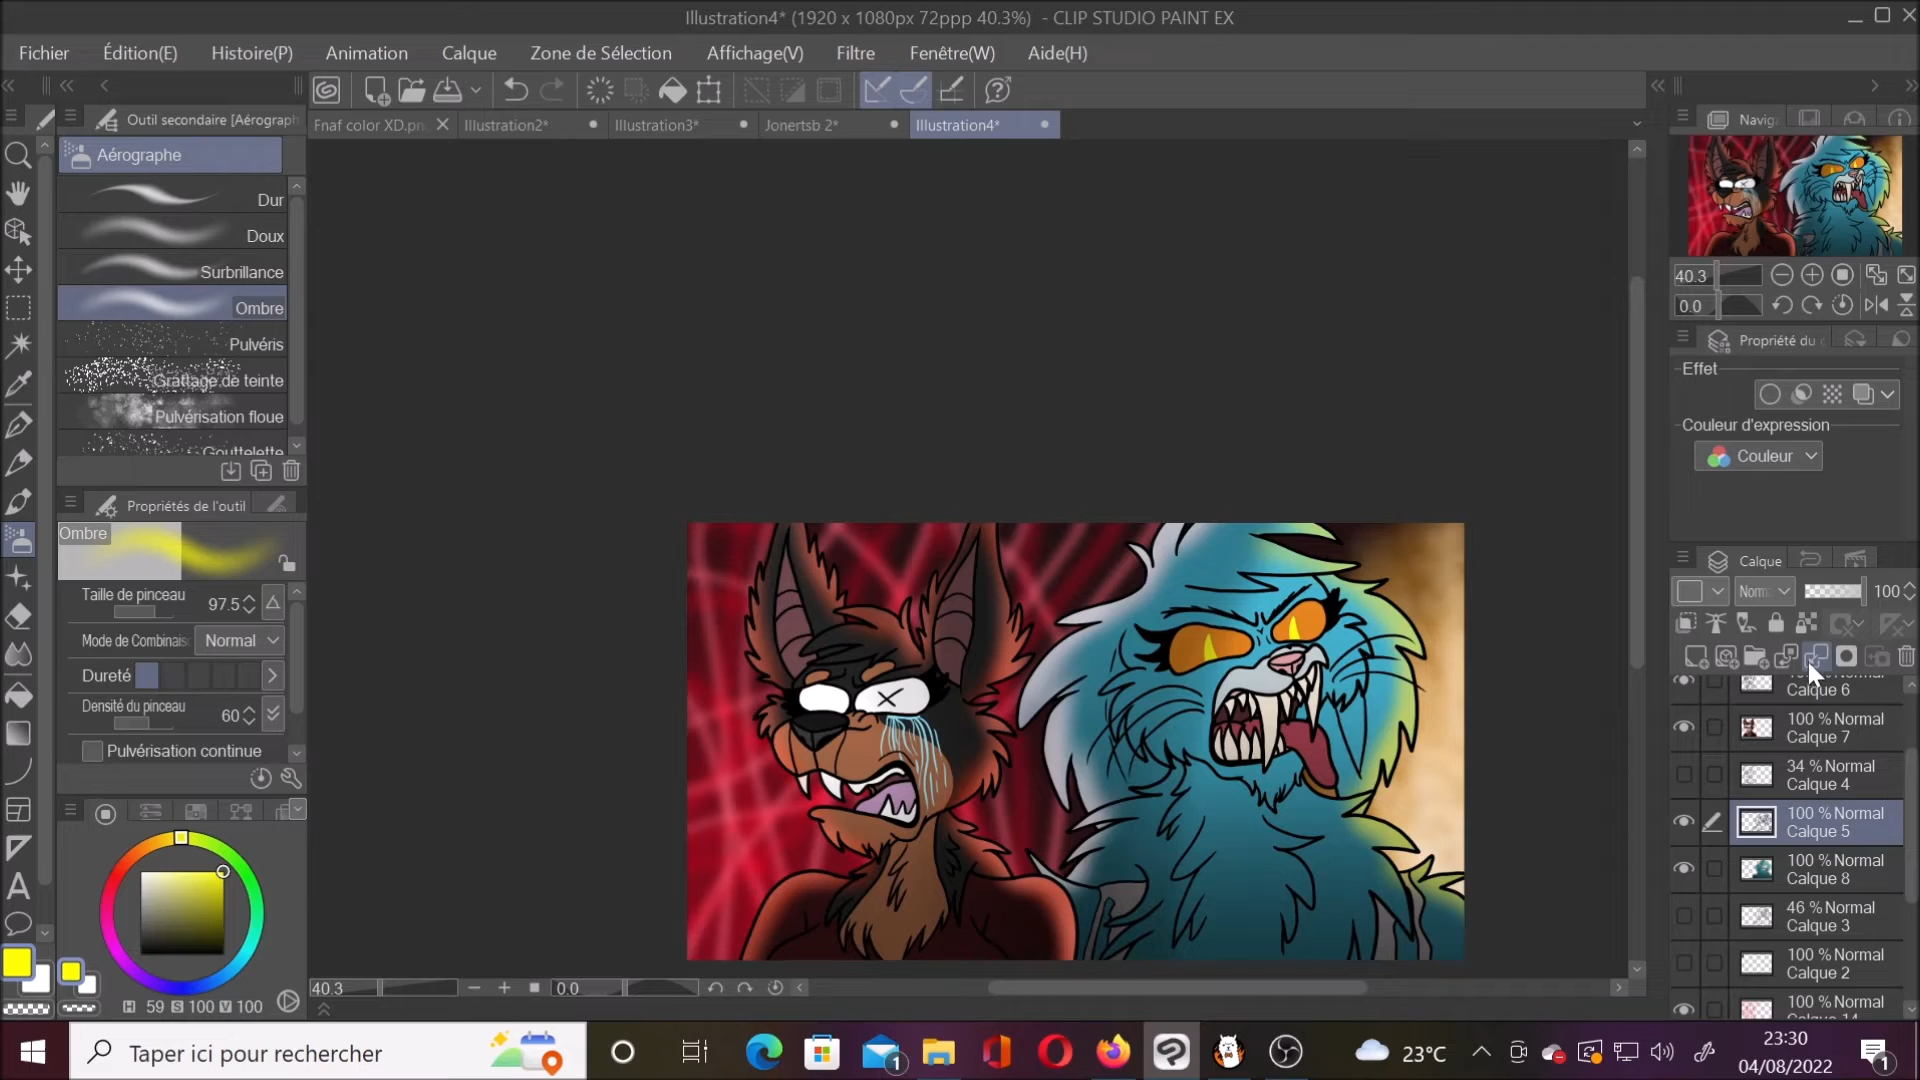 Illustration4* (1920 x 1080px 72ppp 40.3%) - CLIP STUDIO PAINT EX
Fichier Édition(E) Histoire(P) Animation Calque Zone de Sélection Affichage(V) Filtre Fenêtre(W) Aide(H)
Outil secondaire [Aérograph
Fnaf color XD.pn Illustration2* Illustration3* Jonertsb 2* Illustration4*
Aérographe
Dur
Doux
Surbrillance
Ombre
Pulvéris
Grattage de teinte
Pulvérisation floue
Gouttelette
Propriétés de l'outil
Ombre
Taille de pinceau 97.5
Mode de Combinais Normal
Dureté
Densité du pinceau 60
Pulvérisation continue
H 59 S 100 V 100
40.3 0.0
Navig
40.3
0.0
Propriété du c
Effet
Couleur d'expression
Couleur
Calque
Norm 100
Calque 6
100 % Normal
Calque 7
34 % Normal
Calque 4
100 % Normal
Calque 5
100 % Normal
Calque 8
46 % Normal
Calque 3
100 % Normal
Calque 2
100 % Normal
Taper ici pour rechercher
1
23°C
23:30
04/08/2022
1